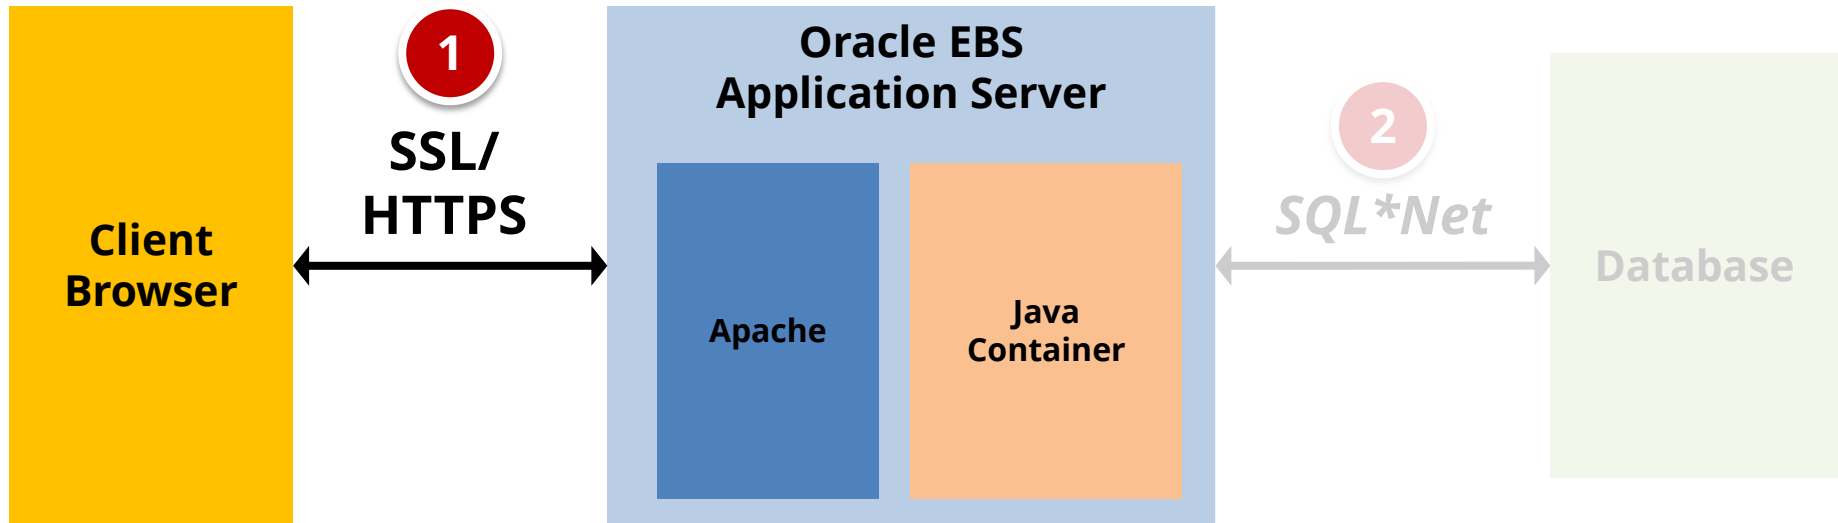 1
SSL/
HTTPS
Client
Browser
Oracle EBS
Application Server
Apache
Java
Container
2
SQL*Net
Database